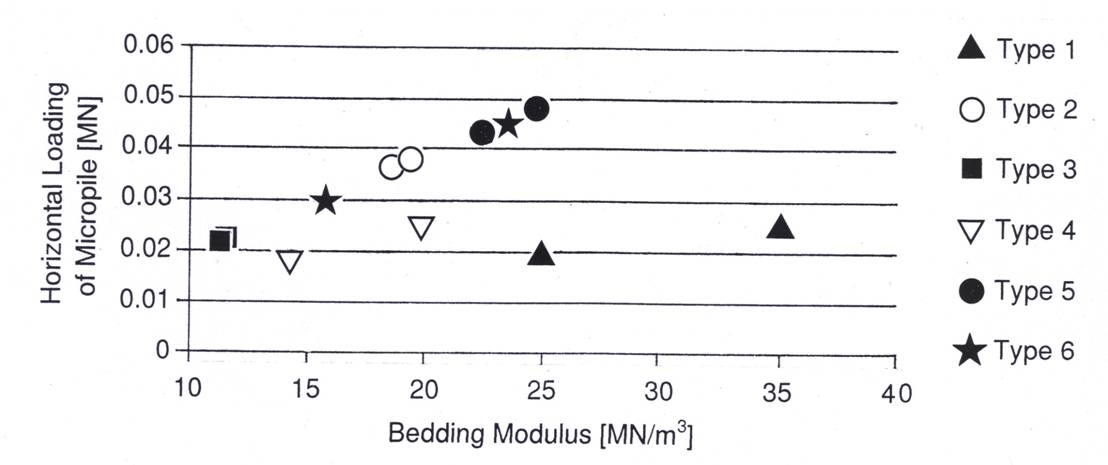 0.06
0.05
0.04
0.03
0.02
0.01
0
Horizontal Loading
of Micropile [MN]
10 15 20 25 30 35 40
Bedding Modulus [MN/m³]
Type 1
Type 2
Type 3
Type 4
Type 5
Type 6